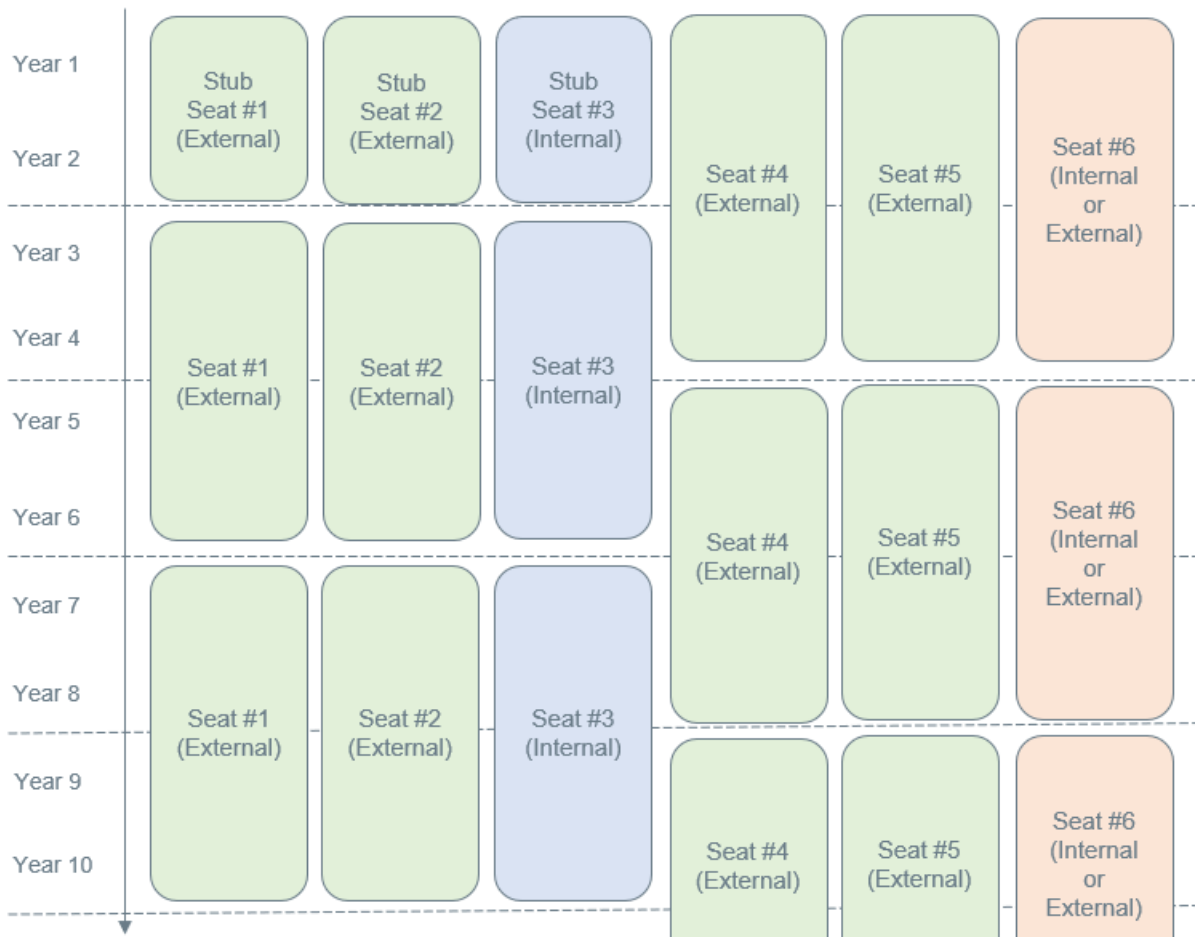 Year 1
Year 2
Year 3
Year 4
Year 5
Year 6
Year 7
Year 8
Year 9
Year 10
Stub
Seat #1
(External)
Stub
Seat #2
(External)
Stub
Seat #3
(Internal)
Seat #4
(External)
Seat #5
(External)
Seat #6
(Internal
or
External)
Seat #1
(External)
Seat #2
(External)
Seat #3
(Internal)
Seat #4
(External)
Seat #5
(External)
Seat #6
(Internal
or
External)
Seat #1
(External)
Seat #2
(External)
Seat #3
(Internal)
Seat #4
(External)
Seat #5
(External)
Seat #6
(Internal
or
External)